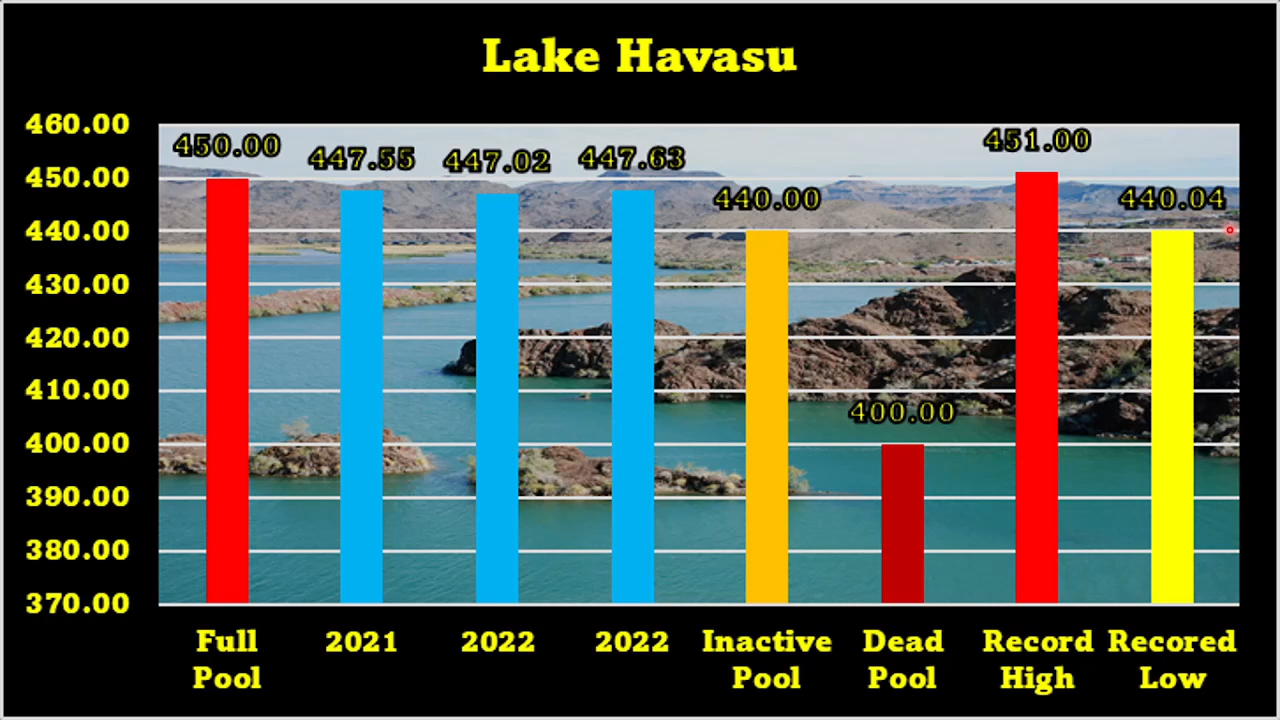 Lake Havasu
460.00
450.00
440.00
430.00
420.00
410.00
400.00
390.00
380.00
370.00
450.00
447.55
447.02
447.63
440.00
400.00
451.00
440.04
Full
Pool
2021
2022
2022
Inactive
Pool
Dead
Pool
Record
High
Recored
Low